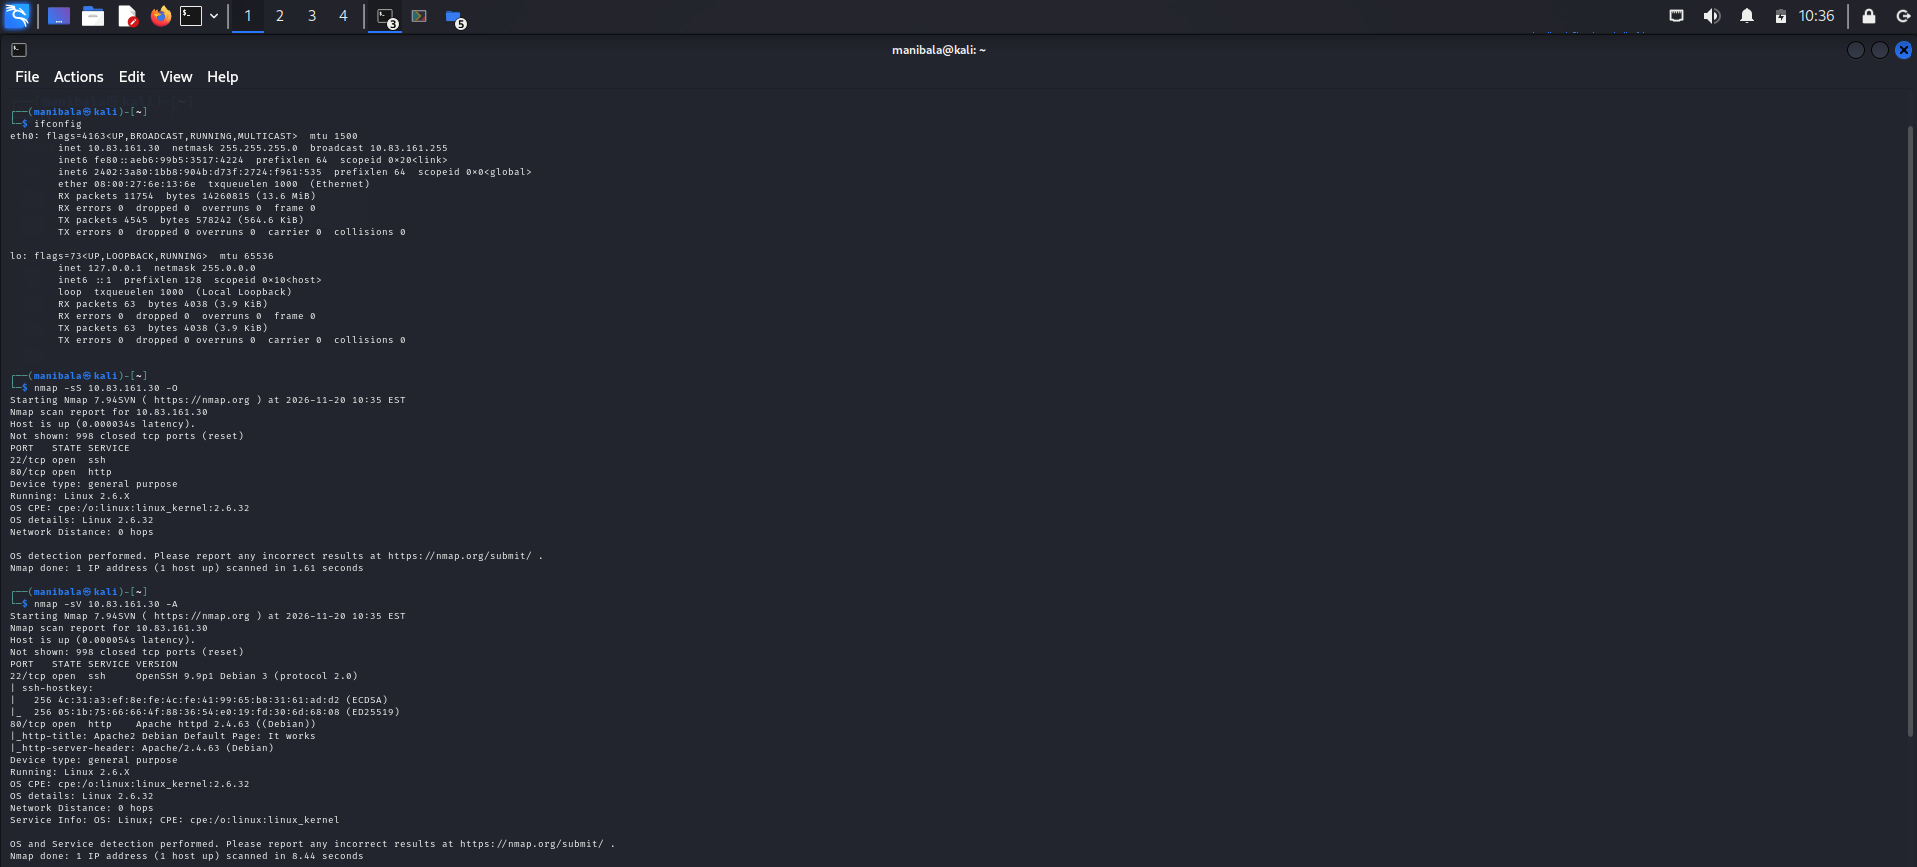 1 2 3 4 3 5 10:36
manibala@kali: ~
File Actions Edit View Help
┌──(manibala㉿kali)-[~]
└─$ ifconfig
eth0: flags=4163<UP,BROADCAST,RUNNING,MULTICAST>  mtu 1500
        inet 10.83.161.30  netmask 255.255.255.0  broadcast 10.83.161.255
        inet6 fe80::aeb6:99b5:3517:4224  prefixlen 64  scopeid 0×20<link>
        inet6 2402:3a80:1bb8:904b:d73f:2724:f961:535  prefixlen 64  scopeid 0×0<global>
        ether 08:00:27:6e:13:6e  txqueuelen 1000  (Ethernet)
        RX packets 11754  bytes 14260815 (13.6 MiB)
        RX errors 0  dropped 0  overruns 0  frame 0
        TX packets 4545  bytes 578242 (564.6 KiB)
        TX errors 0  dropped 0 overruns 0  carrier 0  collisions 0
lo: flags=73<UP,LOOPBACK,RUNNING>  mtu 65536
        inet 127.0.0.1  netmask 255.0.0.0
        inet6 ::1  prefixlen 128  scopeid 0×10<host>
        loop  txqueuelen 1000  (Local Loopback)
        RX packets 63  bytes 4038 (3.9 KiB)
        RX errors 0  dropped 0  overruns 0  frame 0
        TX packets 63  bytes 4038 (3.9 KiB)
        TX errors 0  dropped 0 overruns 0  carrier 0  collisions 0
┌──(manibala㉿kali)-[~]
└─$ nmap -sS 10.83.161.30 -O
Starting Nmap 7.94SVN ( https://nmap.org ) at 2026-11-20 10:35 EST
Nmap scan report for 10.83.161.30
Host is up (0.000034s latency).
Not shown: 998 closed tcp ports (reset)
PORT   STATE SERVICE
22/tcp open  ssh
80/tcp open  http
Device type: general purpose
Running: Linux 2.6.X
OS CPE: cpe:/o:linux:linux_kernel:2.6.32
OS details: Linux 2.6.32
Network Distance: 0 hops
OS detection performed. Please report any incorrect results at https://nmap.org/submit/ .
Nmap done: 1 IP address (1 host up) scanned in 1.61 seconds
┌──(manibala㉿kali)-[~]
└─$ nmap -sV 10.83.161.30 -A
Starting Nmap 7.94SVN ( https://nmap.org ) at 2026-11-20 10:35 EST
Nmap scan report for 10.83.161.30
Host is up (0.000054s latency).
Not shown: 998 closed tcp ports (reset)
PORT   STATE SERVICE VERSION
22/tcp open  ssh     OpenSSH 9.9p1 Debian 3 (protocol 2.0)
| ssh-hostkey:
|   256 4c:31:a3:ef:8e:fe:4c:fe:41:99:65:b8:31:61:ad:d2 (ECDSA)
|_  256 05:1b:75:66:66:4f:88:36:54:e0:19:fd:30:6d:68:08 (ED25519)
80/tcp open  http    Apache httpd 2.4.63 ((Debian))
|_http-title: Apache2 Debian Default Page: It works
|_http-server-header: Apache/2.4.63 (Debian)
Device type: general purpose
Running: Linux 2.6.X
OS CPE: cpe:/o:linux:linux_kernel:2.6.32
OS details: Linux 2.6.32
Network Distance: 0 hops
Service Info: OS: Linux; CPE: cpe:/o:linux:linux_kernel
OS and Service detection performed. Please report any incorrect results at https://nmap.org/submit/ .
Nmap done: 1 IP address (1 host up) scanned in 8.44 seconds